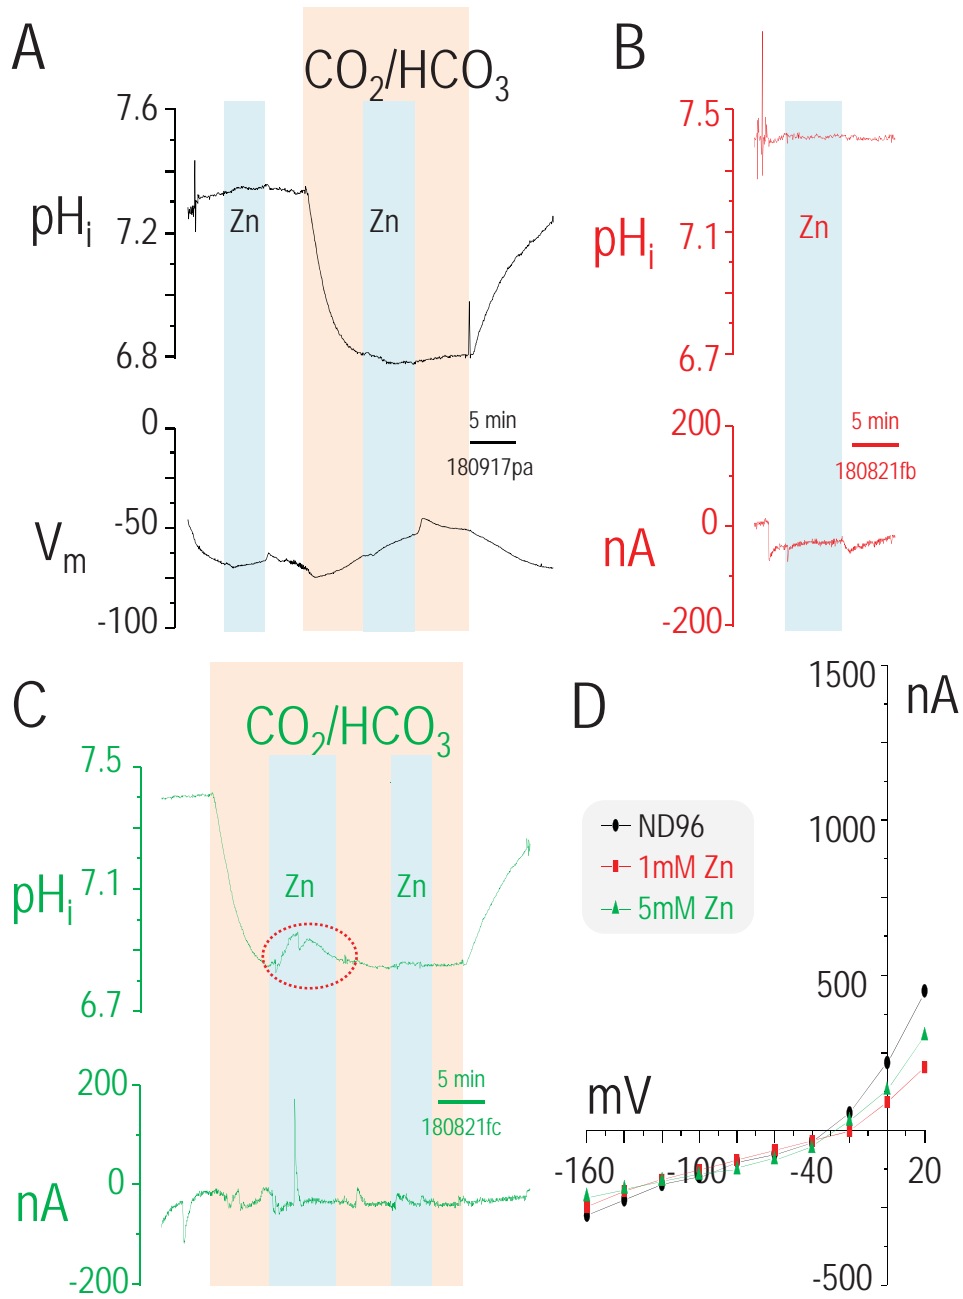 A
CO₂/HCO₃
7.6
7.2
6.8
pHᵢ
Zn
Zn
0
-50
-100
Vₘ
5 min
180917pa
B
7.5
7.1
6.7
pHᵢ
Zn
200
0
-200
nA
5 min
180821fb
C
CO₂/HCO₃
7.5
7.1
6.7
pHᵢ
Zn
Zn
200
0
-200
nA
5 min
180821fc
D
nA
1500
1000
500
-500
ND96
1mM Zn
5mM Zn
mV
-160
-100
-40
20